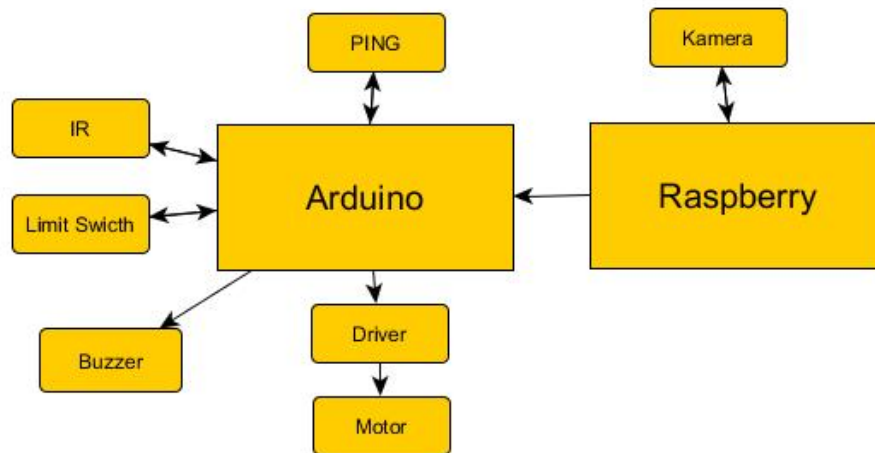 PING
Kamera
IR
Arduino
Raspberry
Limit Swicth
Driver
Buzzer
Motor